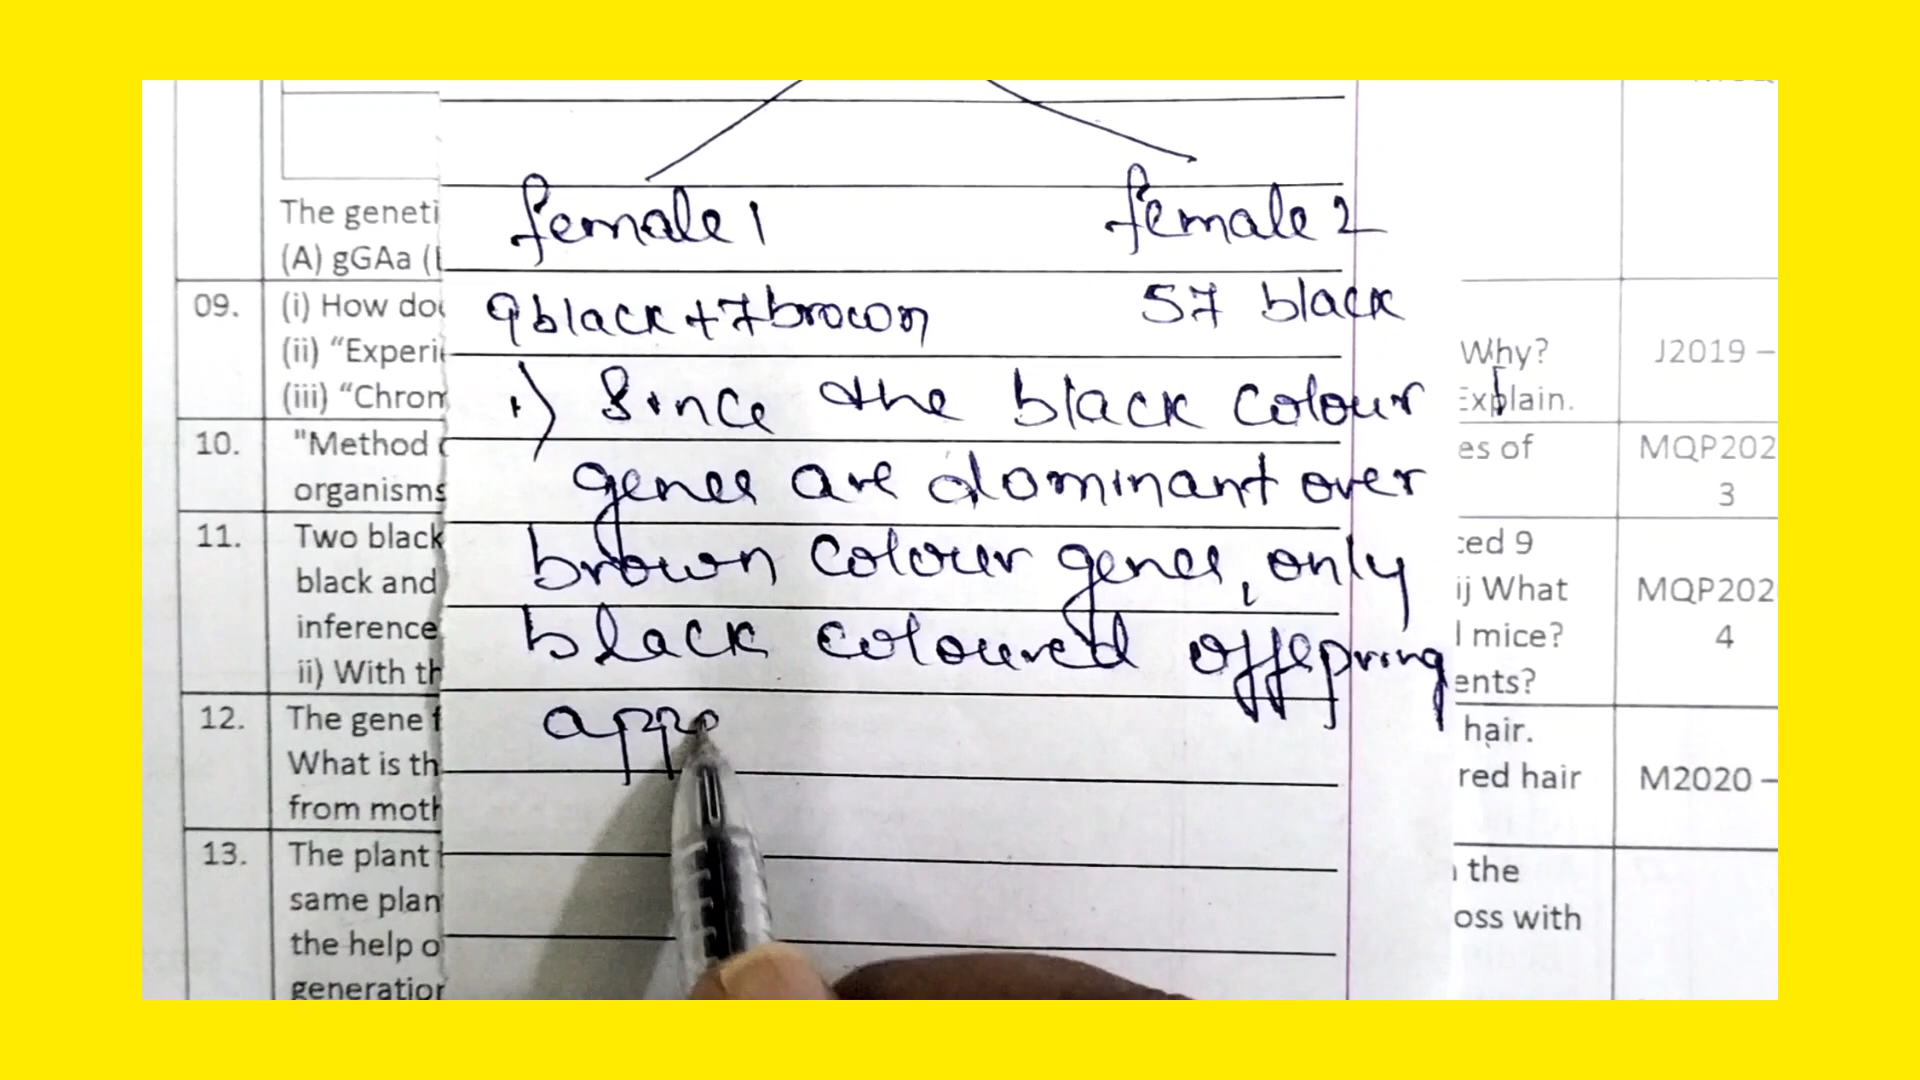 The geneti
(A) gGAa (
female 1 female 2
9 black + 7 brown 57 black
09. (i) How do
(ii) “Experi
(iii) “Chrom
Why? J2019 –
Explain.
i) Since the black colour
genes are dominant over
brown colour genes, only
black coloured offspring
appe
10. "Method
organisms
es of MQP202
3
11. Two black
black and
inference
ii) With th
ced 9
ij What MQP202
l mice? 4
ents?
12. The gene f
What is th
from moth
hair.
red hair M2020 –
13. The plant
same plan
the help o
generation
the
oss with